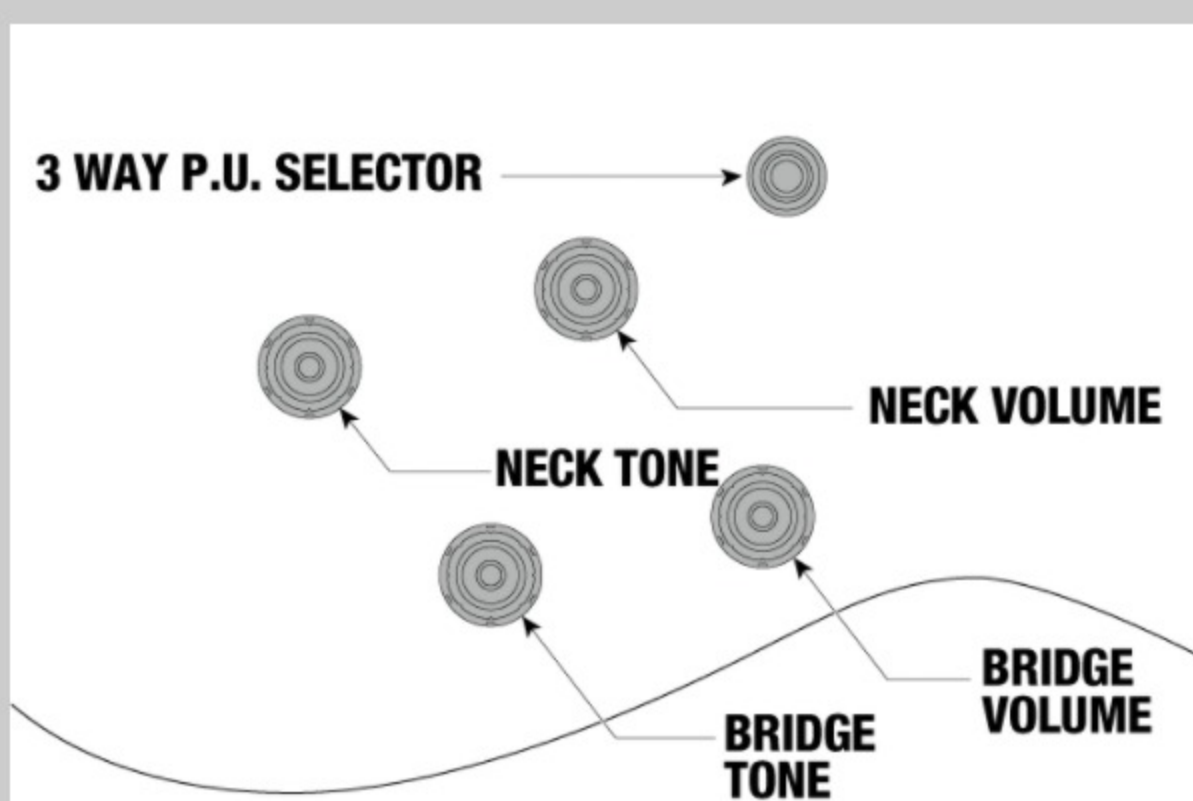 3 WAY P.U. SELECTOR
NECK VOLUME
NECK TONE
BRIDGE
VOLUME
BRIDGE
TONE